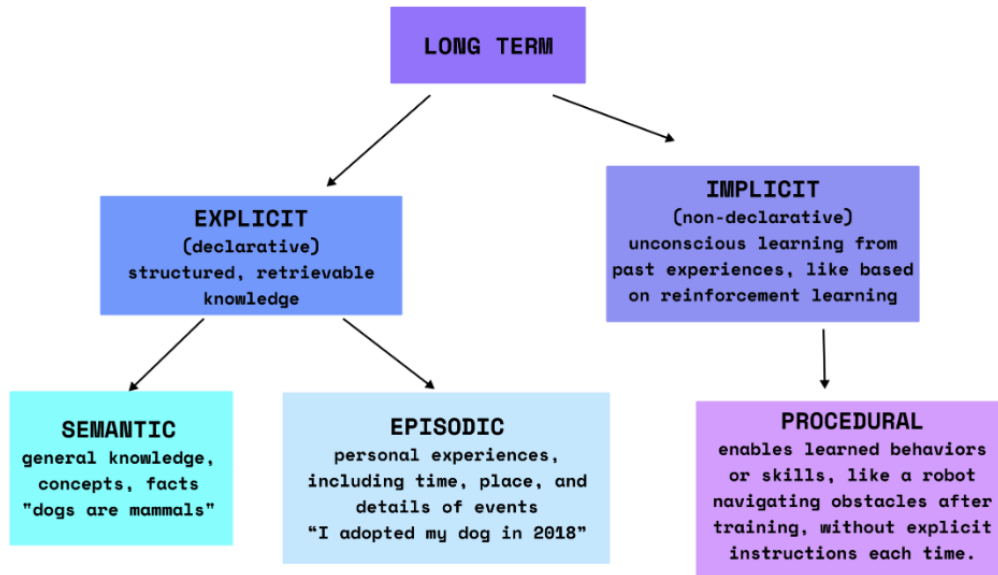 LONG TERM
EXPLICIT
(declarative)
structured, retrievable
knowledge
IMPLICIT
(non-declarative)
unconscious learning from
past experiences, like based
on reinforcement learning
SEMANTIC
general knowledge,
concepts, facts
"dogs are mammals"
EPISODIC
personal experiences,
including time, place, and
details of events
“I adopted my dog in 2018”
PROCEDURAL
enables learned behaviors
or skills, like a robot
navigating obstacles after
training, without explicit
instructions each time.